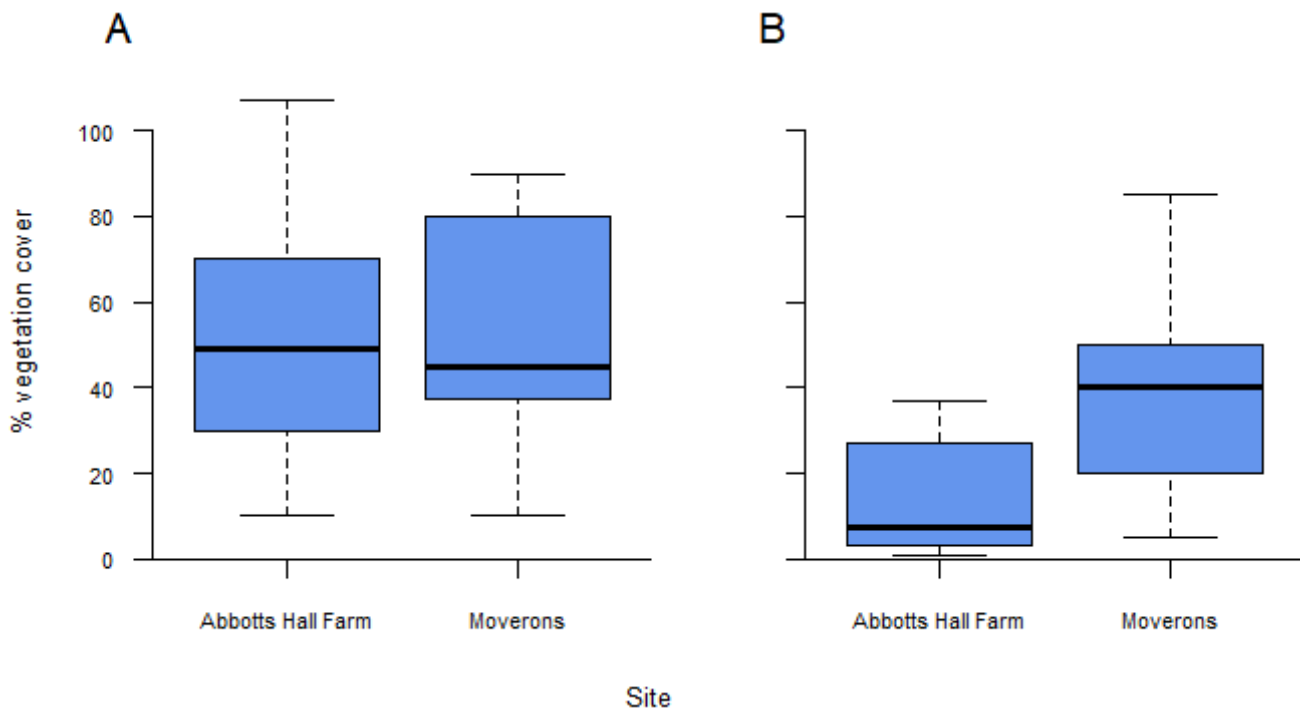 A
B
% vegetation cover
100
80
60
40
20
0
Abbotts Hall Farm
Moverons
Abbotts Hall Farm
Moverons
Site